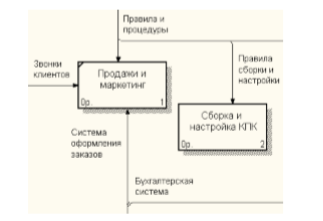 Правила и
процедуры
Звонки
клиентов
Продажи и
маркетинг
0р.
1
Правила
сборки и
настройки
Сборка и
настройка КПК
0р.
2
Система
оформления
заказов
Бухгалтерская
система